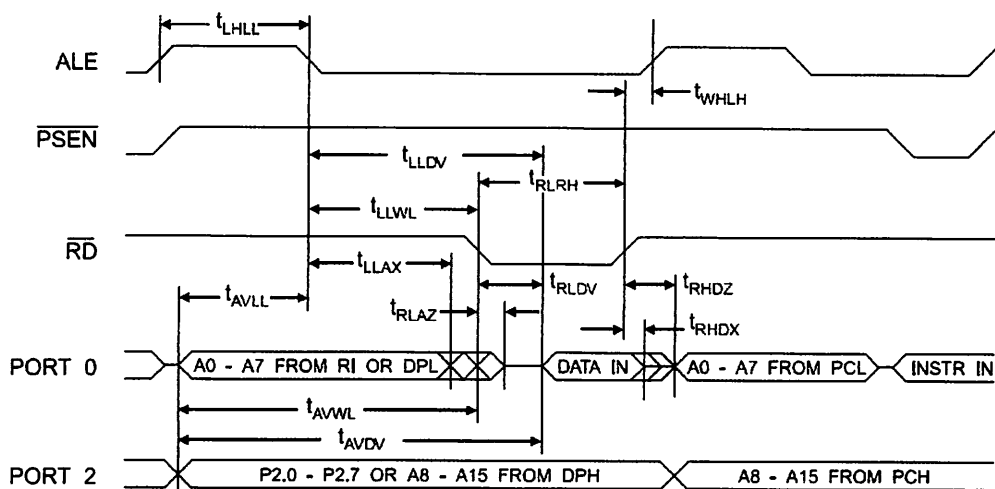 tLHLL
ALE
tWHLH
PSEN
tLLDV
tRLRH
tLLWL
RD
tLLAX
tRLDV
tRHDZ
tAVLL
tRLAZ
tRHDX
PORT 0
A0 - A7 FROM RI OR DPL
DATA IN
A0 - A7 FROM PCL
INSTR IN
tAVWL
tAVDV
PORT 2
P2.0 - P2.7 OR A8 - A15 FROM DPH
A8 - A15 FROM PCH